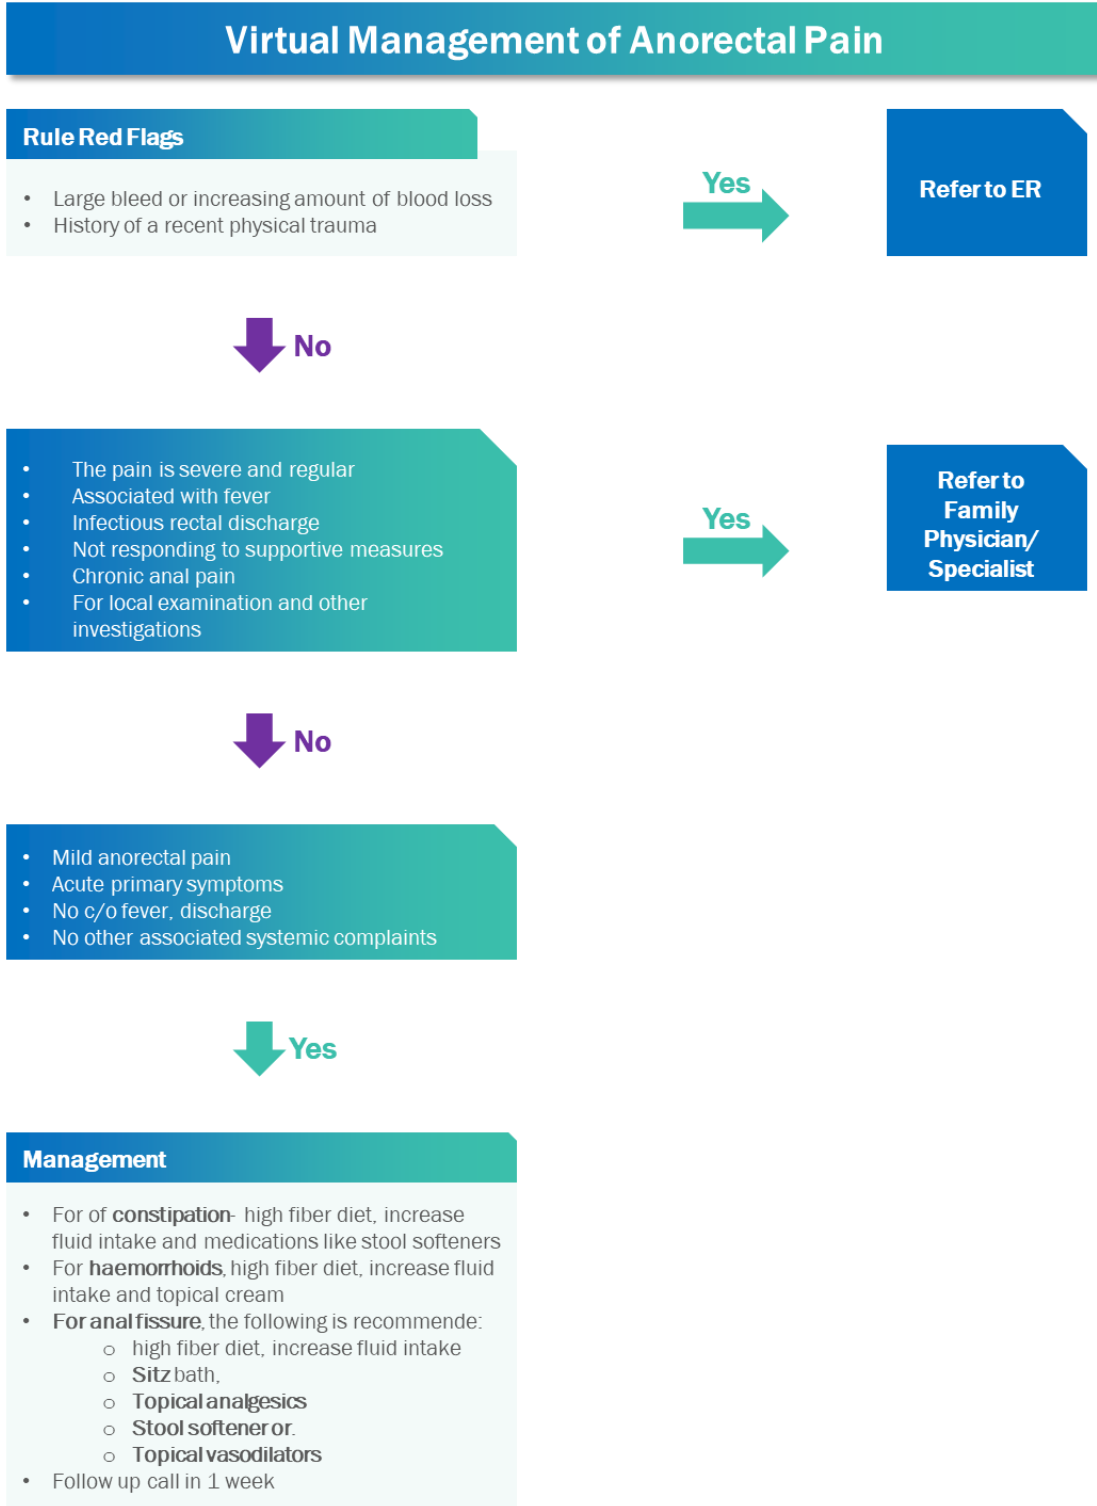 Virtual Management of Anorectal Pain
Rule Red Flags
• Large bleed or increasing amount of blood loss
• History of a recent physical trauma
Yes
Refer to ER
No
• The pain is severe and regular
• Associated with fever
• Infectious rectal discharge
• Not responding to supportive measures
• Chronic anal pain
• For local examination and other
investigations
Yes
Refer to
Family
Physician/
Specialist
No
• Mild anorectal pain
• Acute primary symptoms
• No c/o fever, discharge
• No other associated systemic complaints
Yes
Management
• For of constipation- high fiber diet, increase
fluid intake and medications like stool softeners
• For haemorrhoids, high fiber diet, increase fluid
intake and topical cream
• For anal fissure, the following is recommende:
o high fiber diet, increase fluid intake
o Sitz bath,
o Topical analgesics
o Stool softener or.
o Topical vasodilators
• Follow up call in 1 week